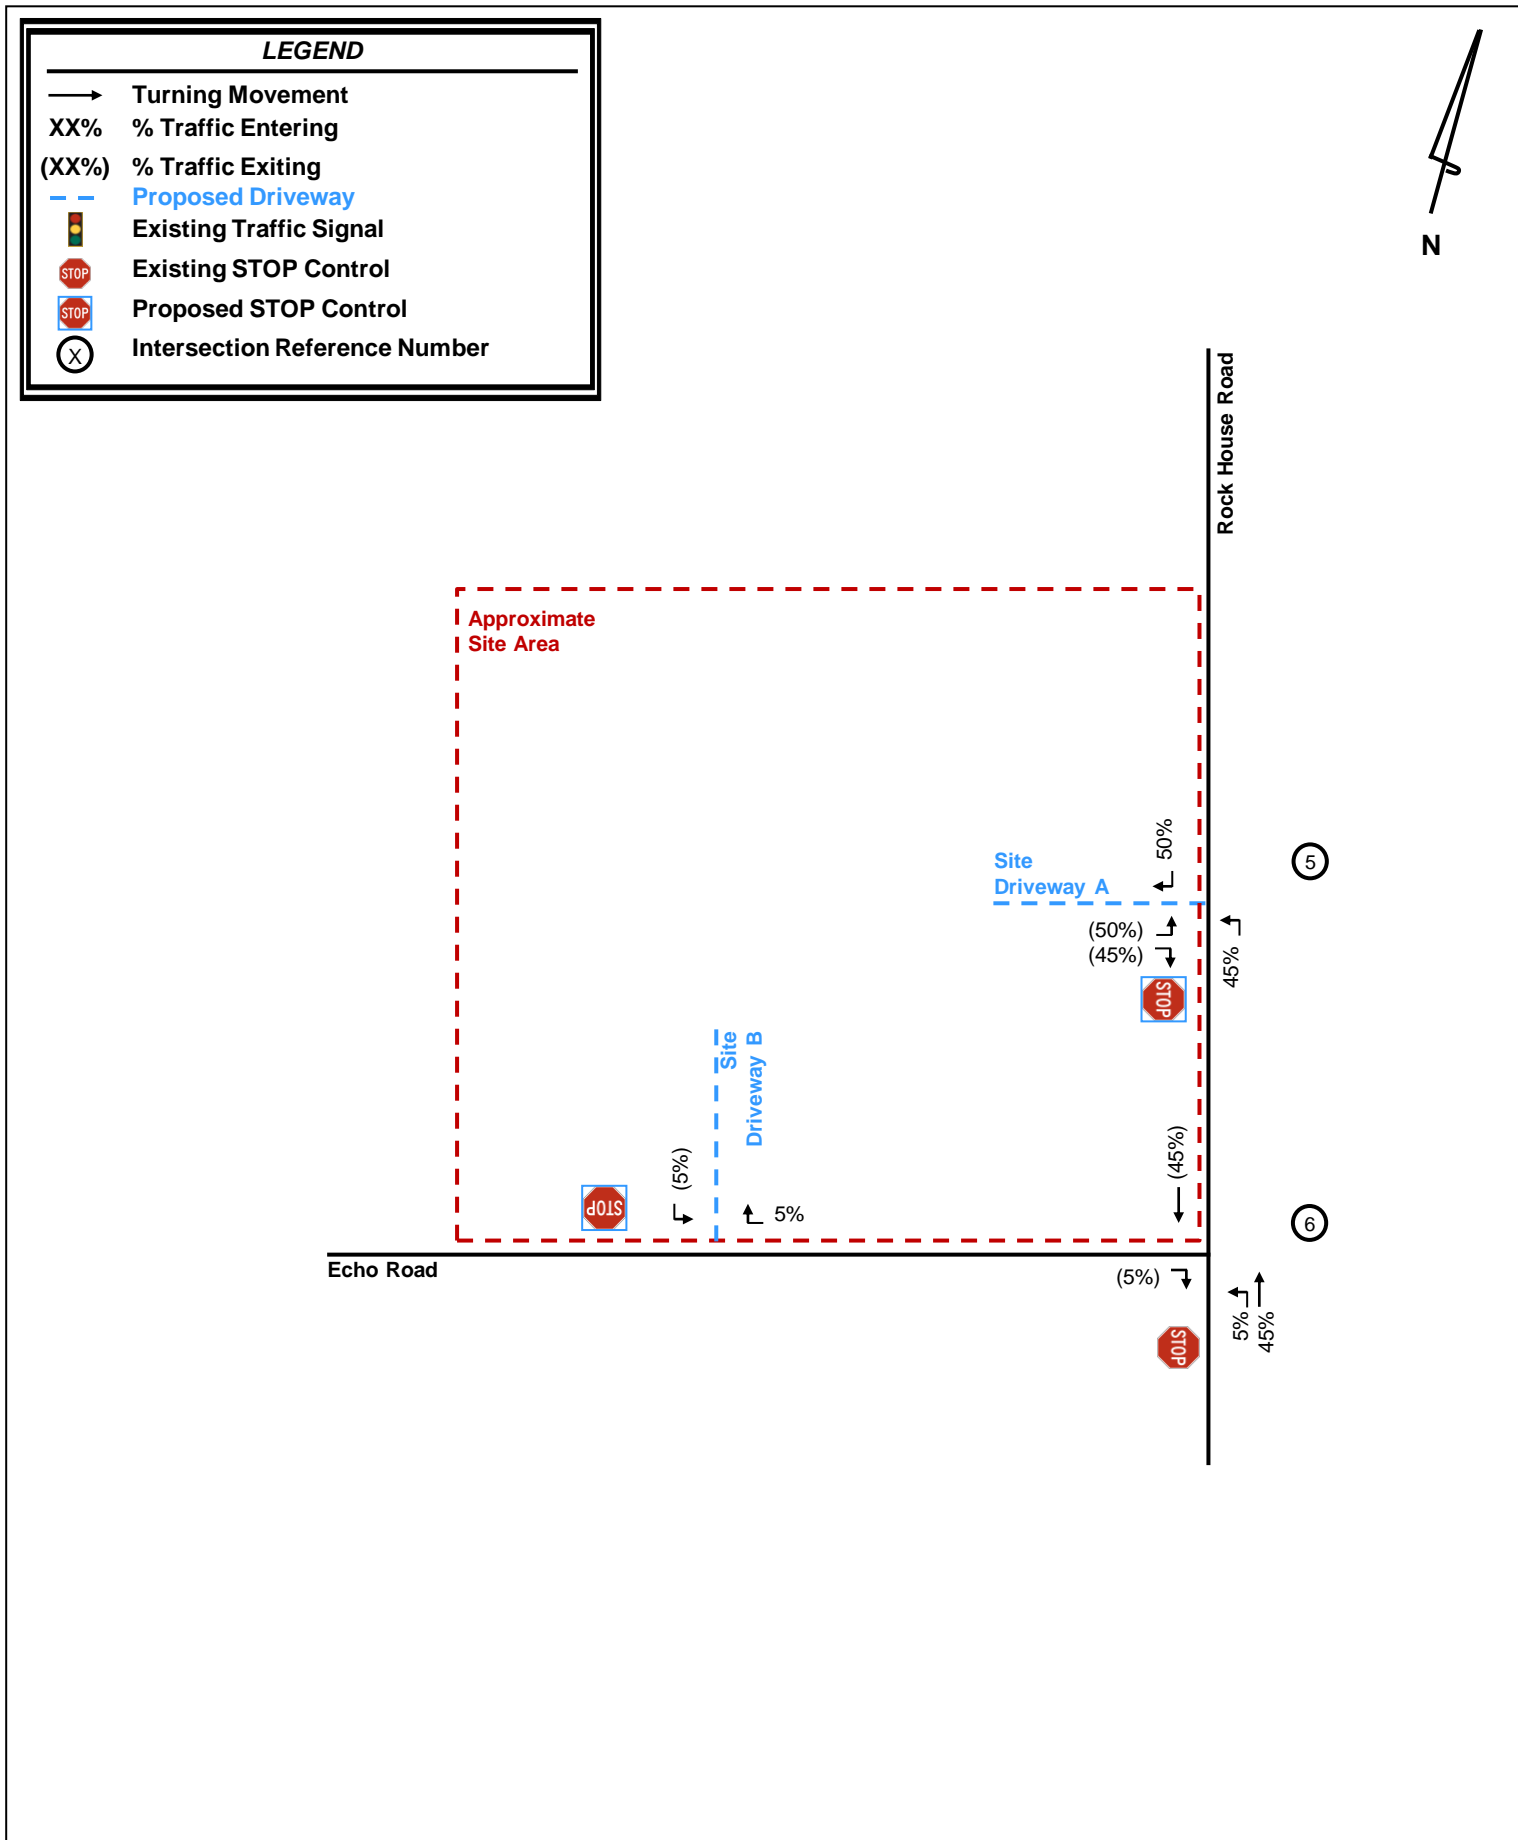 LEGEND
Turning Movement
XX% % Traffic Entering
(XX%) % Traffic Exiting
Proposed Driveway
Existing Traffic Signal
STOP Existing STOP Control
STOP Proposed STOP Control
X Intersection Reference Number
N
Rock House Road
Approximate
Site Area
50%
Site
Driveway A
5
(50%)
(45%)
45%
STOP
Site
Driveway B
(45%)
(5%)
STOP
5%
6
Echo Road
(5%)
5%
45%
STOP